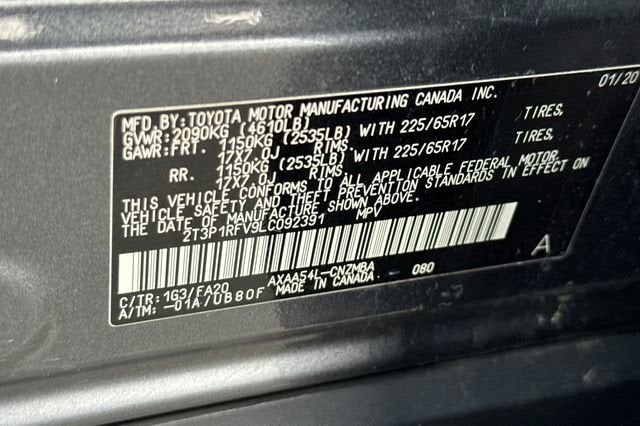 01/20
MFD.BY:TOYOTA MOTOR MANUFACTURING CANADA INC.
GVWR:2090KG (4610LB)
GAWR:FRT. 1150KG (2535LB) WITH 225/65R17 TIRES,
17X7.0J RIMS.
RR. 1150KG (2535LB) WITH 225/65R17 TIRES,
17X7.0J RIMS.
THIS VEHICLE CONFORMS TO ALL APPLICABLE FEDERAL MOTOR
VEHICLE SAFETY AND THEFT PREVENTION STANDARDS IN EFFECT ON
THE DATE OF MANUFACTURE SHOWN ABOVE.
2T3P1RFV9LC092391 MPV
A
C/TR:1G3/FA20 AXAA54L-CNZMBA 080
A/TM:-01A/UB80F MADE IN CANADA.